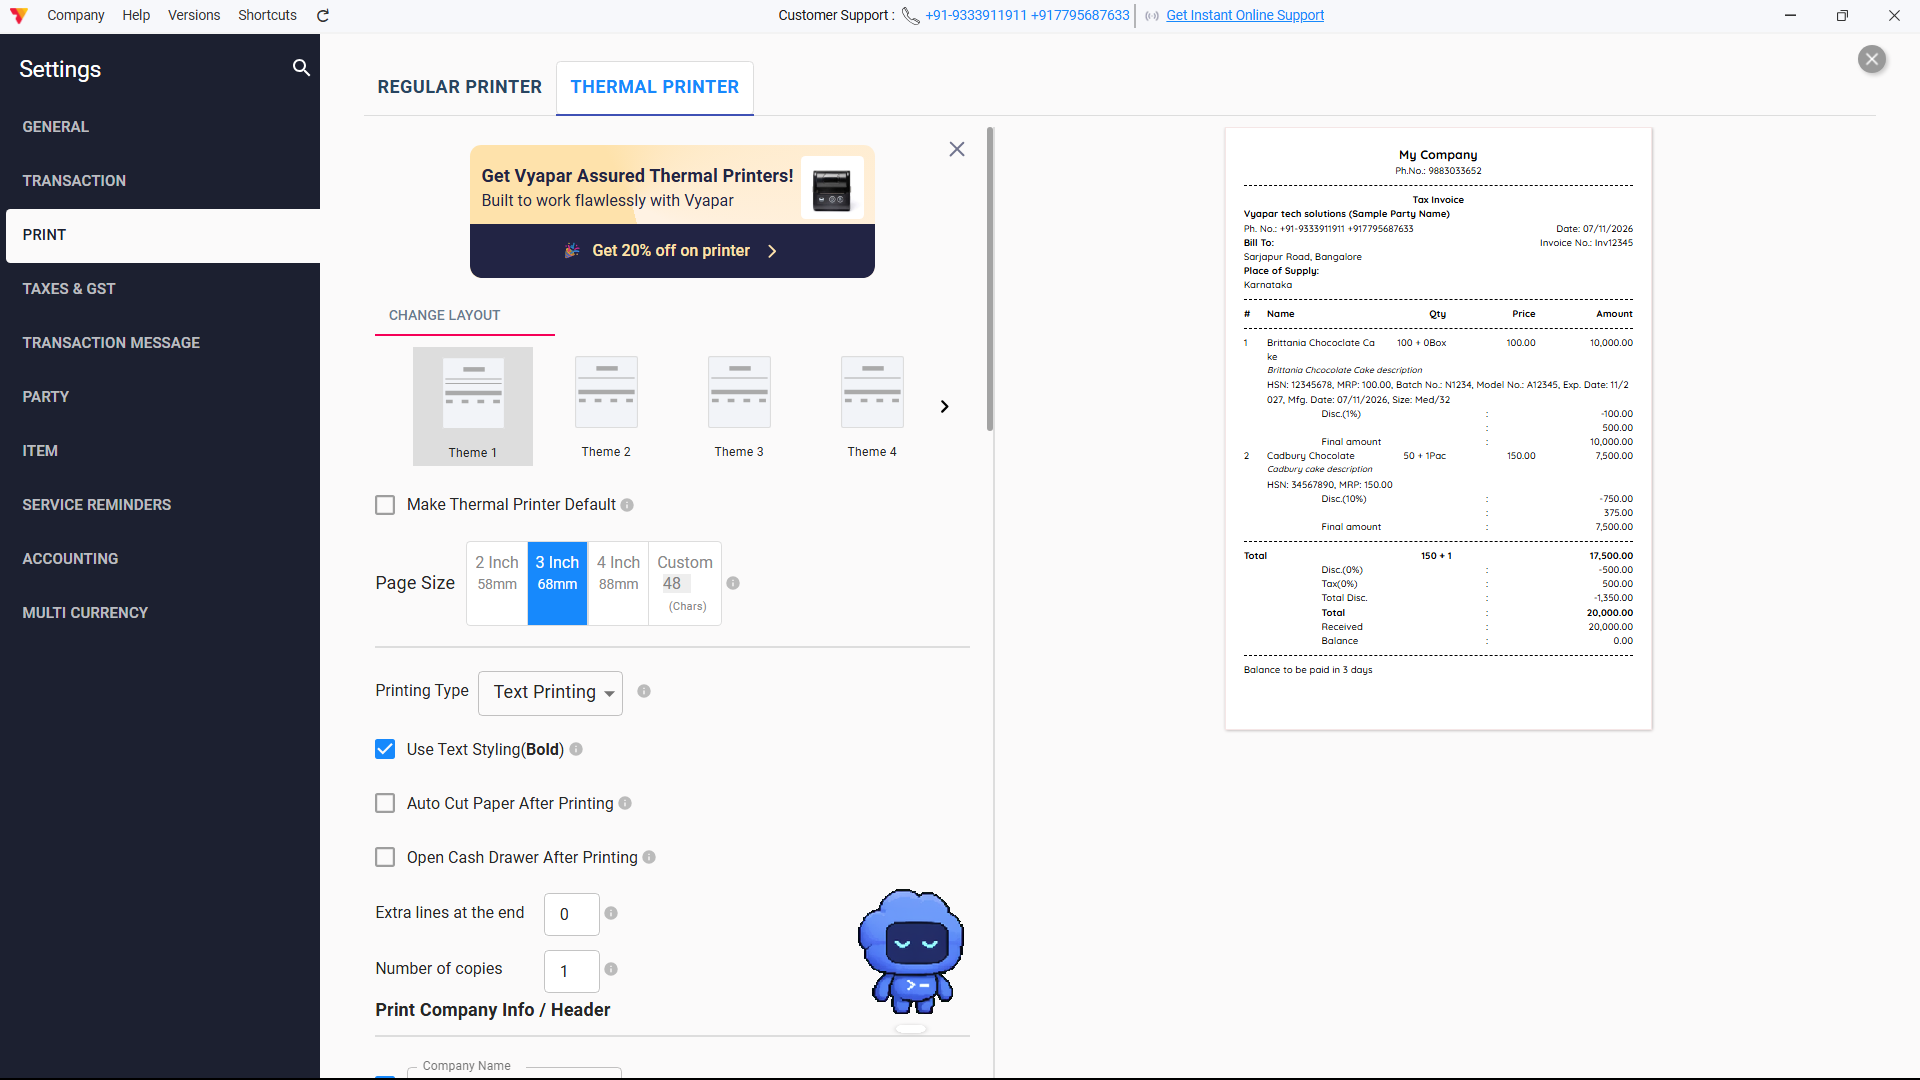 Company Help Versions Shortcuts
Customer Support : +91-9333911911 +917795687633 Get Instant Online Support
Settings
GENERAL
TRANSACTION
PRINT
TAXES & GST
TRANSACTION MESSAGE
PARTY
ITEM
SERVICE REMINDERS
ACCOUNTING
MULTI CURRENCY
REGULAR PRINTER THERMAL PRINTER
Get Vyapar Assured Thermal Printers!
Built to work flawlessly with Vyapar
Get 20% off on printer
CHANGE LAYOUT
Theme 1 Theme 2 Theme 3 Theme 4
Make Thermal Printer Default
Page Size
2 Inch 58mm
3 Inch 68mm
4 Inch 88mm
Custom 48 (Chars)
Printing Type Text Printing
Use Text Styling(Bold)
Auto Cut Paper After Printing
Open Cash Drawer After Printing
Extra lines at the end 0
Number of copies 1
Print Company Info / Header
Company Name
My Company
Ph.No.: 9883033652
Tax Invoice
Vyapar tech solutions (Sample Party Name)
Ph. No.: +91-9333911911 +917795687633 Date: 07/11/2026
Bill To: Invoice No.: Inv12345
Sarjapur Road, Bangalore
Place of Supply:
Karnataka
# Name Qty Price Amount
1 Brittania Chococlate Ca 100 + 0Box 100.00 10,000.00
ke
Brittania Chcocolate Cake description
HSN: 12345678, MRP: 100.00, Batch No.: N1234, Model No.: A12345, Exp. Date: 11/2
027, Mfg. Date: 07/11/2026, Size: Med/32
Disc.(1%) : -100.00
: 500.00
Final amount : 10,000.00
2 Cadbury Chocolate 50 + 1Pac 150.00 7,500.00
Cadbury cake description
HSN: 34567890, MRP: 150.00
Disc.(10%) : -750.00
: 375.00
Final amount : 7,500.00
Total 150 + 1 17,500.00
Disc.(0%) : -500.00
Tax(0%) : 500.00
Total Disc. : -1,350.00
Total : 20,000.00
Received : 20,000.00
Balance : 0.00
Balance to be paid in 3 days